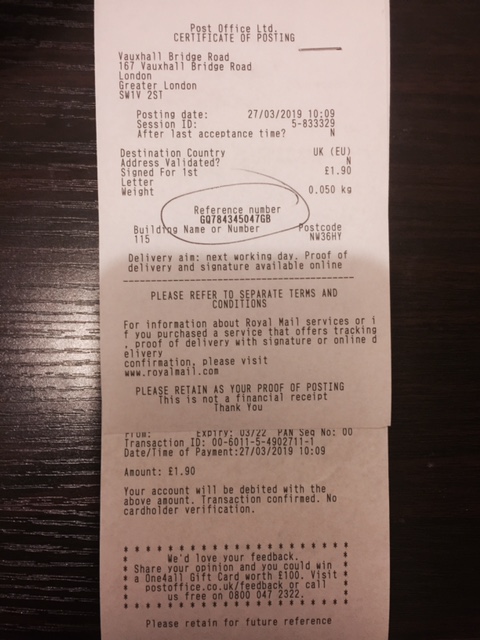 Post Office Ltd.
CERTIFICATE OF POSTING
Vauxhall Bridge Road
167 Vauxhall Bridge Road
London
Greater London
SW1V 2ST
Posting date: 27/03/2019 10:09
Session ID: 5-833329
After last acceptance time? N
Destination Country UK (EU)
Address Validated? N
Signed For 1st £1.90
Letter
Weight 0.050 kg
Reference number
GQ784345047GB
Building Name or Number Postcode
115 NW36HY
Delivery aim: next working day. Proof of
delivery and signature available online
PLEASE REFER TO SEPARATE TERMS AND
CONDITIONS
For information about Royal Mail services or i
f you purchased a service that offers tracking
, proof of delivery with signature or online d
elivery
confirmation, please visit
www.royalmail.com
PLEASE RETAIN AS YOUR PROOF OF POSTING
This is not a financial receipt
Thank You
From: Expiry: 03/22 PAN Seq No: 00
Transaction ID: 00-6011-5-4902711-1
Date/Time of Payment:27/03/2019 10:09
Amount: £1.90
Your account will be debited with the
above amount. Transaction confirmed. No
cardholder verification.
We'd love your feedback.
Share your opinion and you could win
a One4all Gift Card worth £100. Visit
postoffice.co.uk/feedback or call
us free on 0800 047 2322.
Please retain for future reference